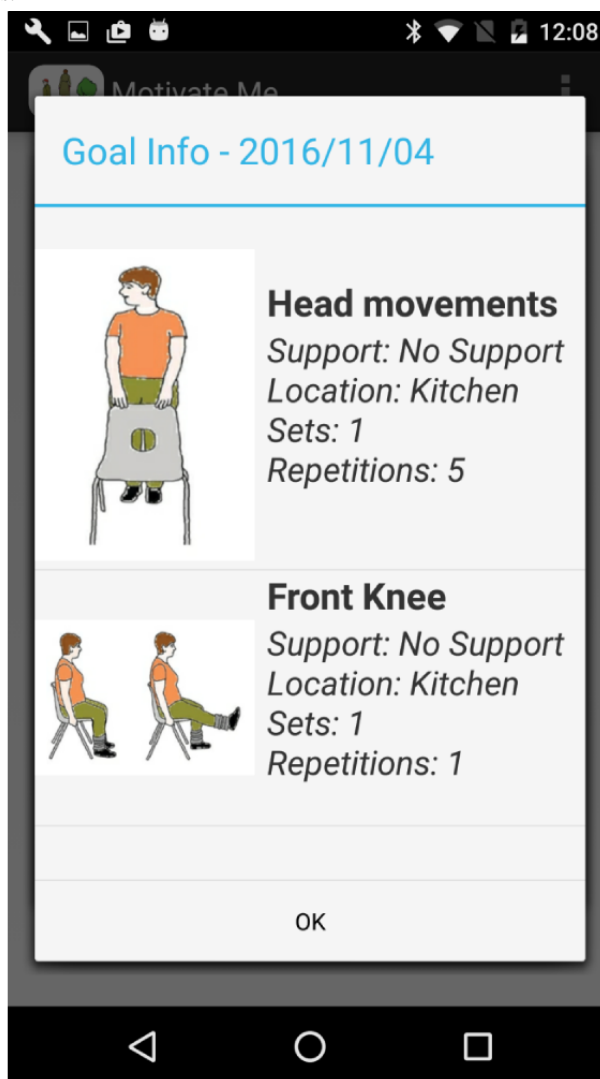 12:08
Motivate Me
Goal Info - 2016/11/04
Head movements
Support: No Support
Location: Kitchen
Sets: 1
Repetitions: 5
Front Knee
Support: No Support
Location: Kitchen
Sets: 1
Repetitions: 1
OK